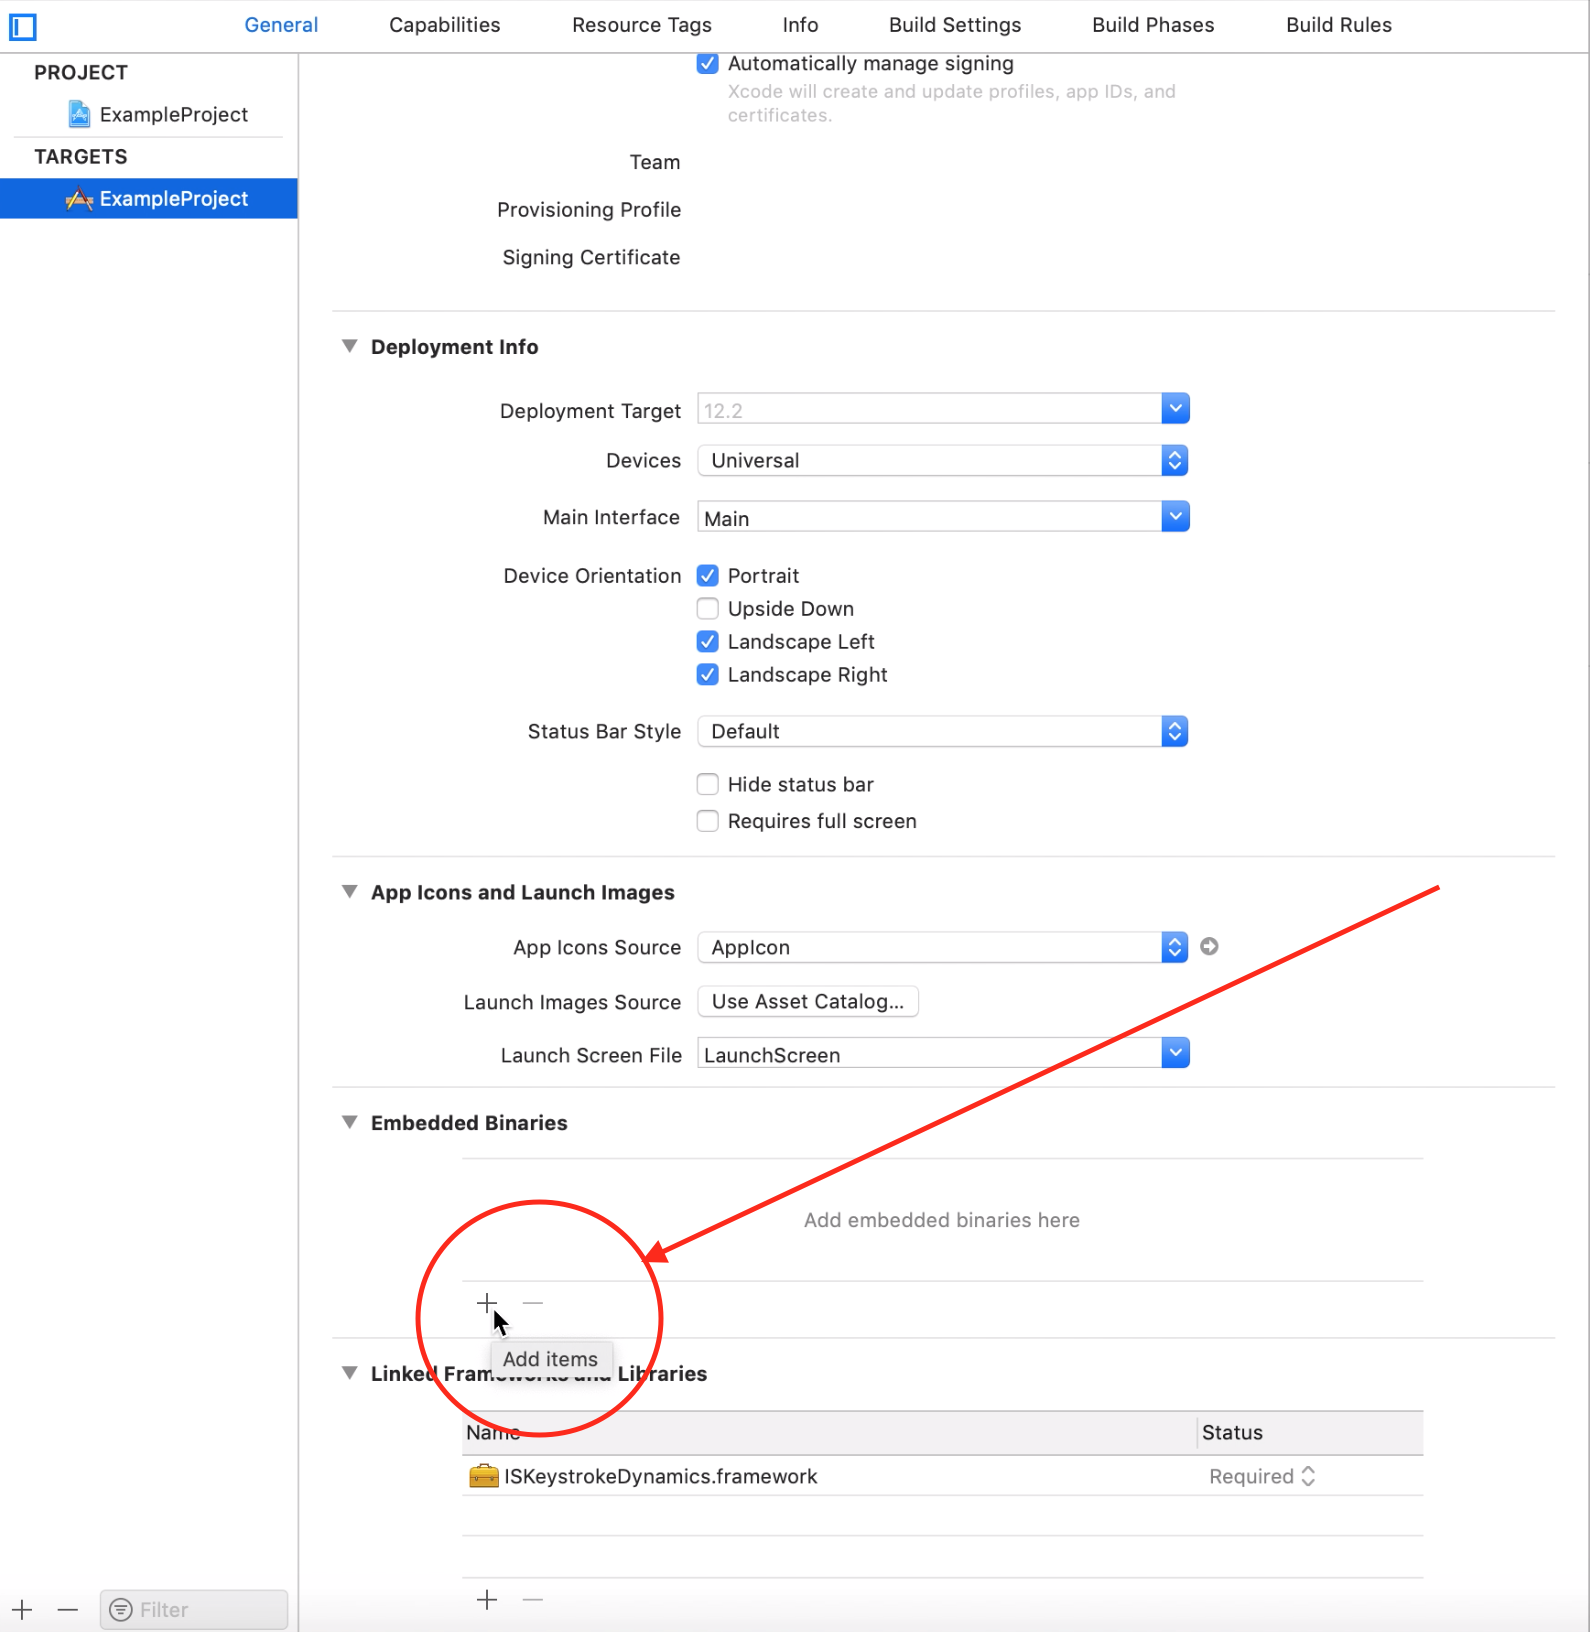 General Capabilities Resource Tags Info Build Settings Build Phases Build Rules
PROJECT
ExampleProject
TARGETS
ExampleProject
Automatically manage signing
Xcode will create and update profiles, app IDs, and
certificates.
Team
Provisioning Profile
Signing Certificate
Deployment Info
Deployment Target 12.2
Devices Universal
Main Interface Main
Device Orientation Portrait
Upside Down
Landscape Left
Landscape Right
Status Bar Style Default
Hide status bar
Requires full screen
App Icons and Launch Images
App Icons Source AppIcon
Launch Images Source Use Asset Catalog...
Launch Screen File LaunchScreen
Embedded Binaries
Add embedded binaries here
Add items
Linked Frameworks and Libraries
Name Status
ISKeystrokeDynamics.framework Required
Filter